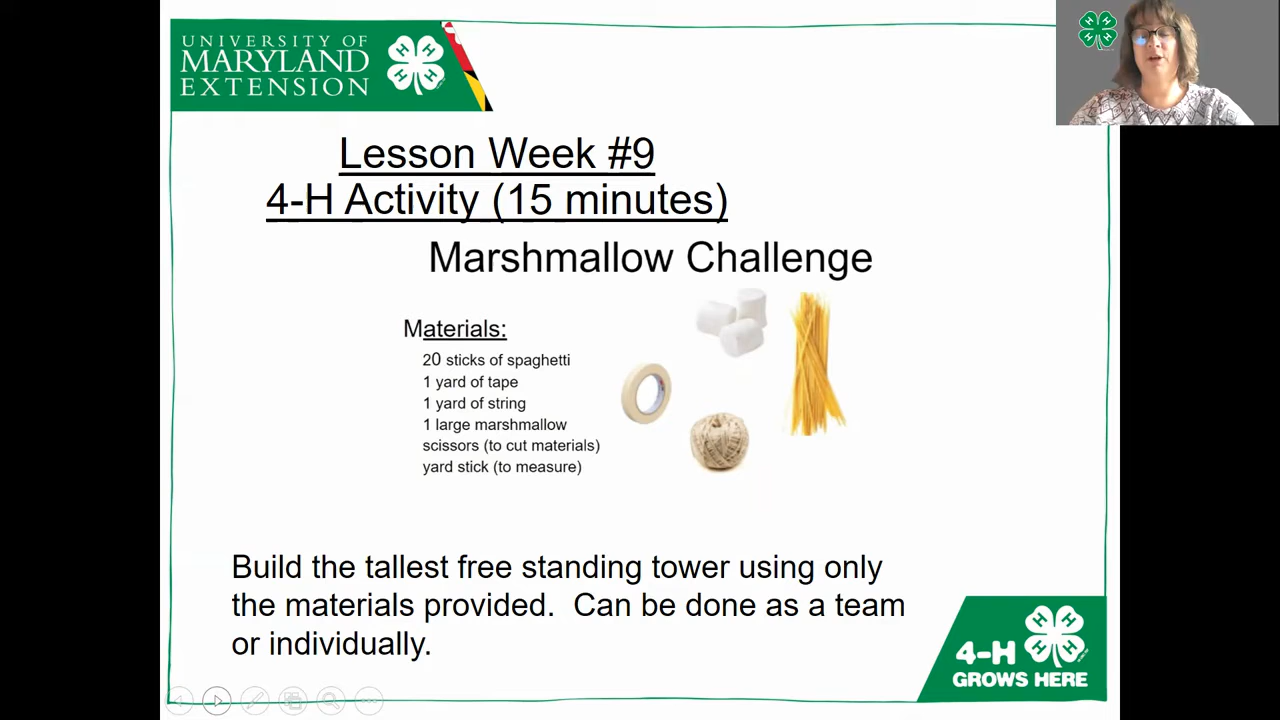 UNIVERSITY OF
MARYLAND
EXTENSION
Lesson Week #9
4-H Activity (15 minutes)
Marshmallow Challenge
Materials:
20 sticks of spaghetti
1 yard of tape
1 yard of string
1 large marshmallow
scissors (to cut materials)
yard stick (to measure)
Build the tallest free standing tower using only
the materials provided.  Can be done as a team
or individually.
4-H
GROWS HERE